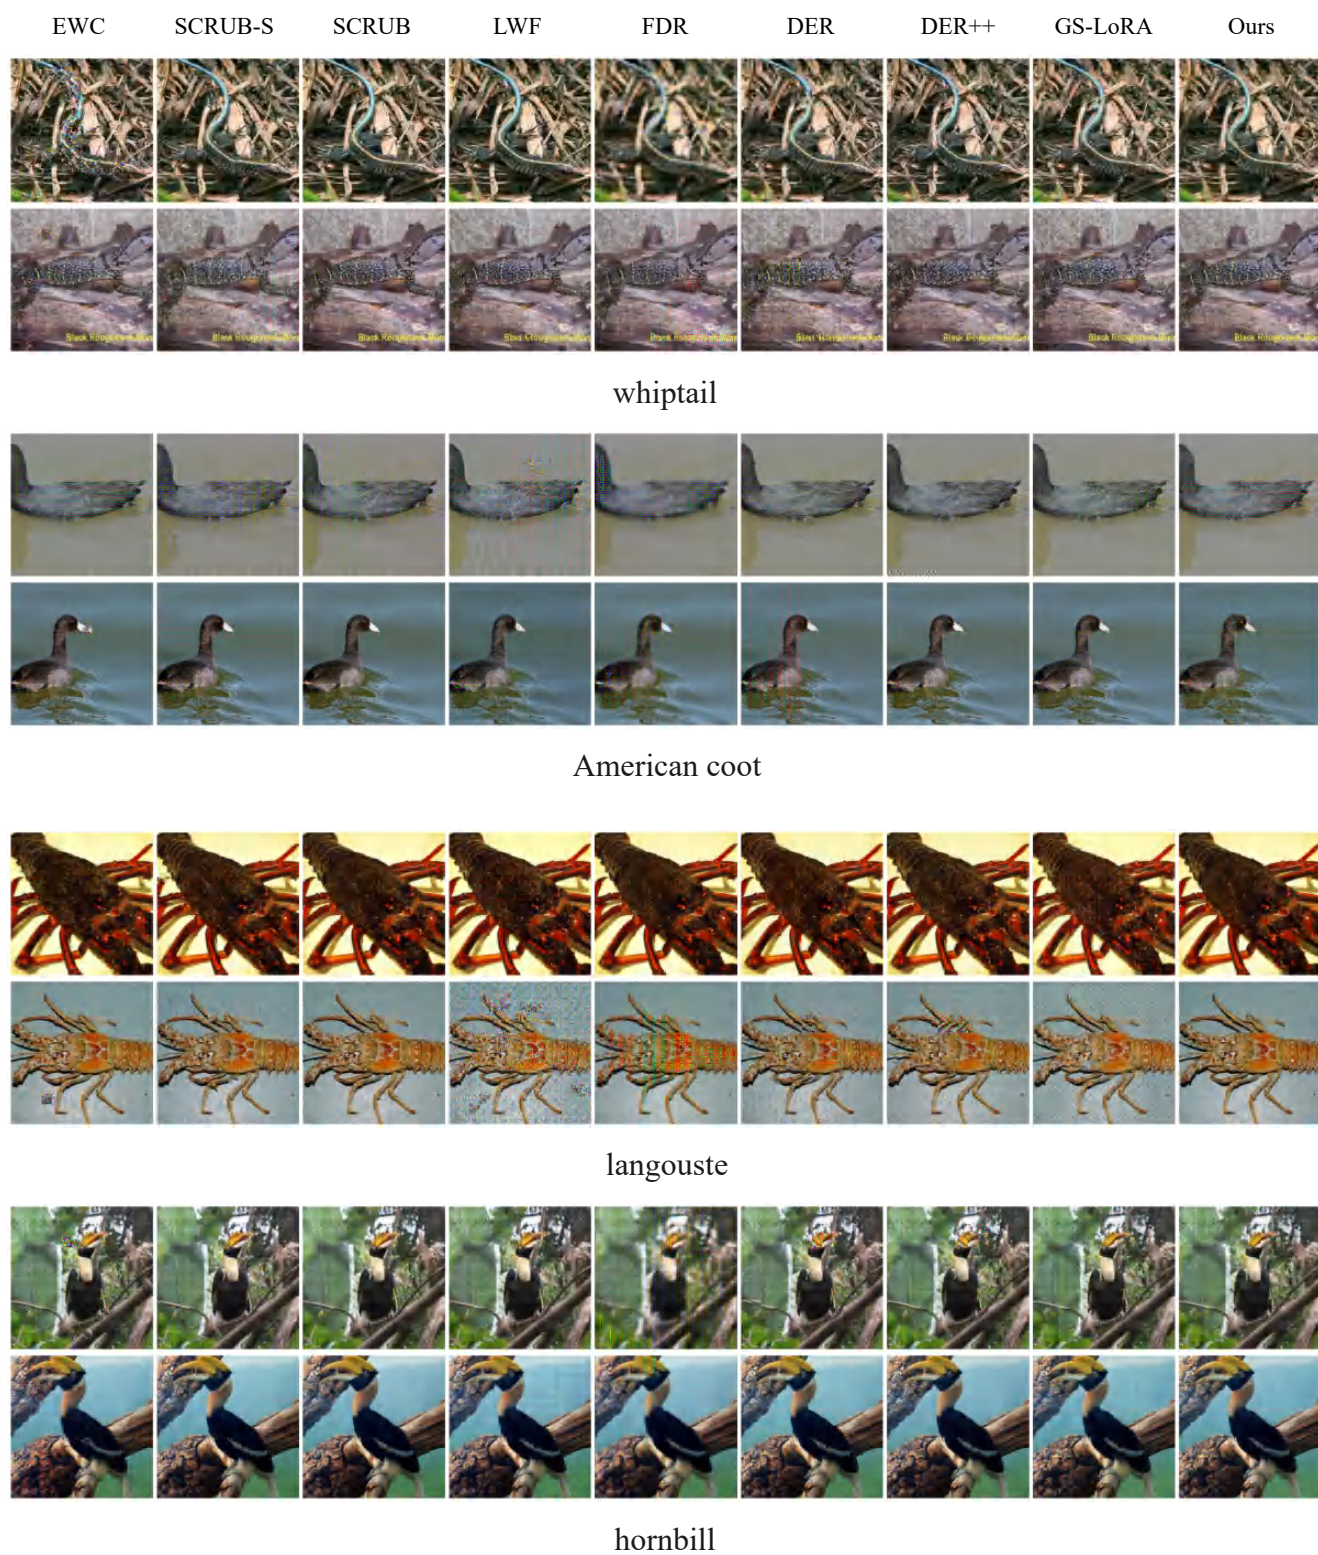 EWC SCRUB-S SCRUB LWF FDR DER DER++ GS-LoRA Ours
whiptail
American coot
langouste
hornbill